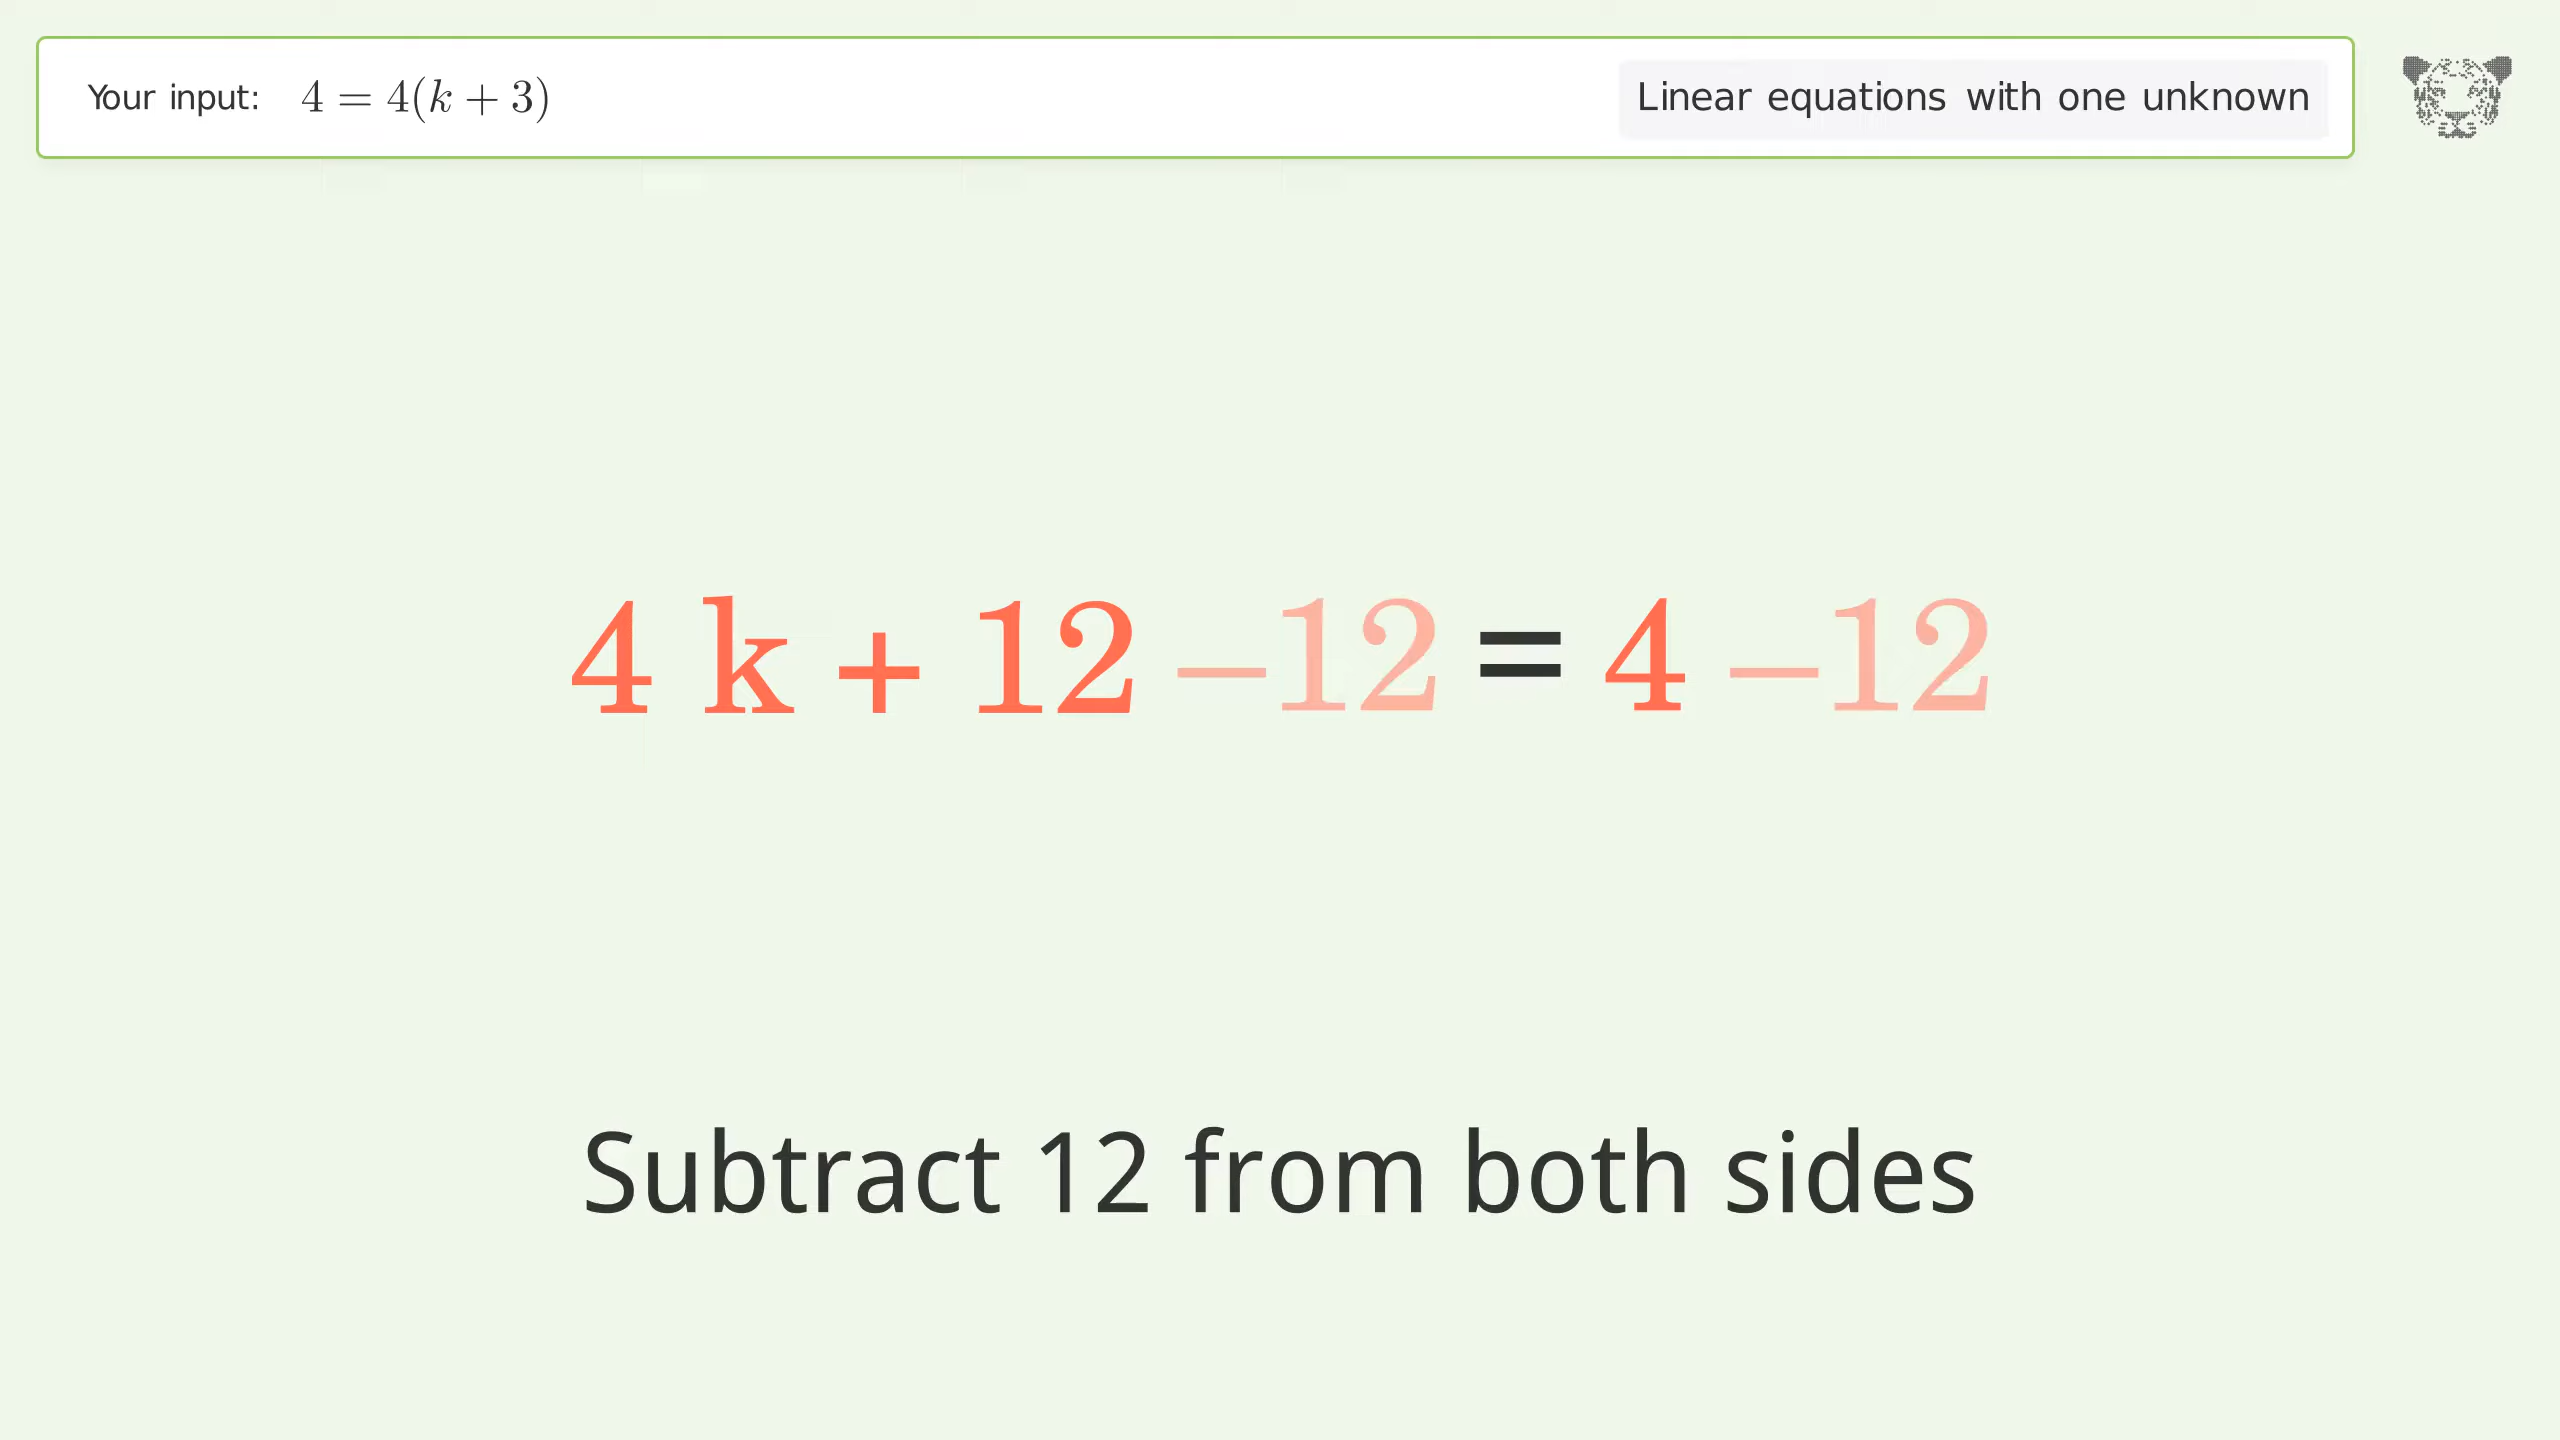 Your input: 4 = 4(k + 3)
Linear equations with one unknown
4 k + 12 −12 = 4 −12
Subtract 12 from both sides